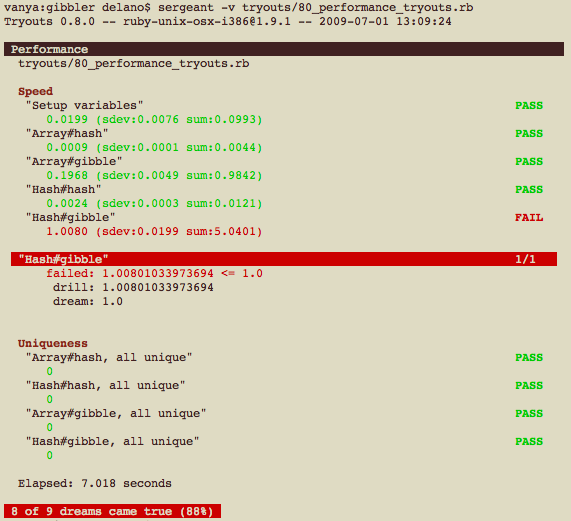 vanya:gibbler delano$ sergeant -v tryouts/80_performance_tryouts.rb
Tryouts 0.8.0 -- ruby-unix-osx-i386@1.9.1 -- 2009-07-01 13:09:24
Performance
tryouts/80_performance_tryouts.rb
Speed
"Setup variables" PASS
0.0199 (sdev:0.0076 sum:0.0993)
"Array#hash" PASS
0.0009 (sdev:0.0001 sum:0.0044)
"Array#gibble" PASS
0.1968 (sdev:0.0049 sum:0.9842)
"Hash#hash" PASS
0.0024 (sdev:0.0003 sum:0.0121)
"Hash#gibble" FAIL
1.0080 (sdev:0.0199 sum:5.0401)
"Hash#gibble" 1/1
failed: 1.00801033973694 <= 1.0
drill: 1.00801033973694
dream: 1.0
Uniqueness
"Array#hash, all unique" PASS
0
"Hash#hash, all unique" PASS
0
"Array#gibble, all unique" PASS
0
"Hash#gibble, all unique" PASS
0
Elapsed: 7.018 seconds
8 of 9 dreams came true (88%)